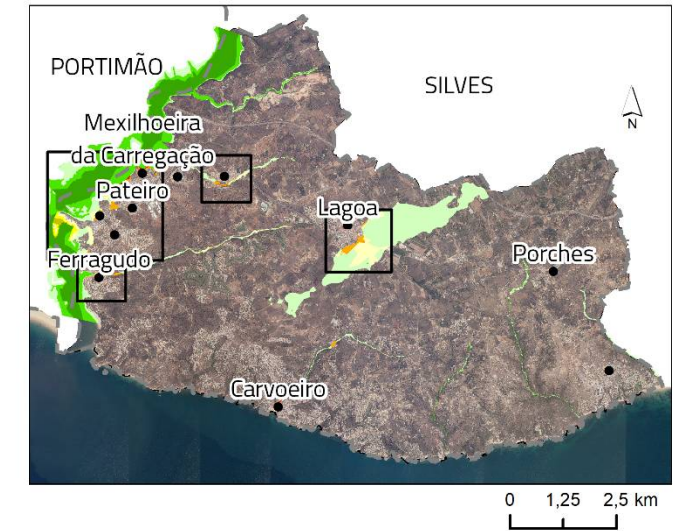 PORTIMÃO
SILVES
N
Mexilhoeira
da Carregação
Pateiro
Lagoa
Ferragudo
Porches
Carvoeiro
0 1,25 2,5 km